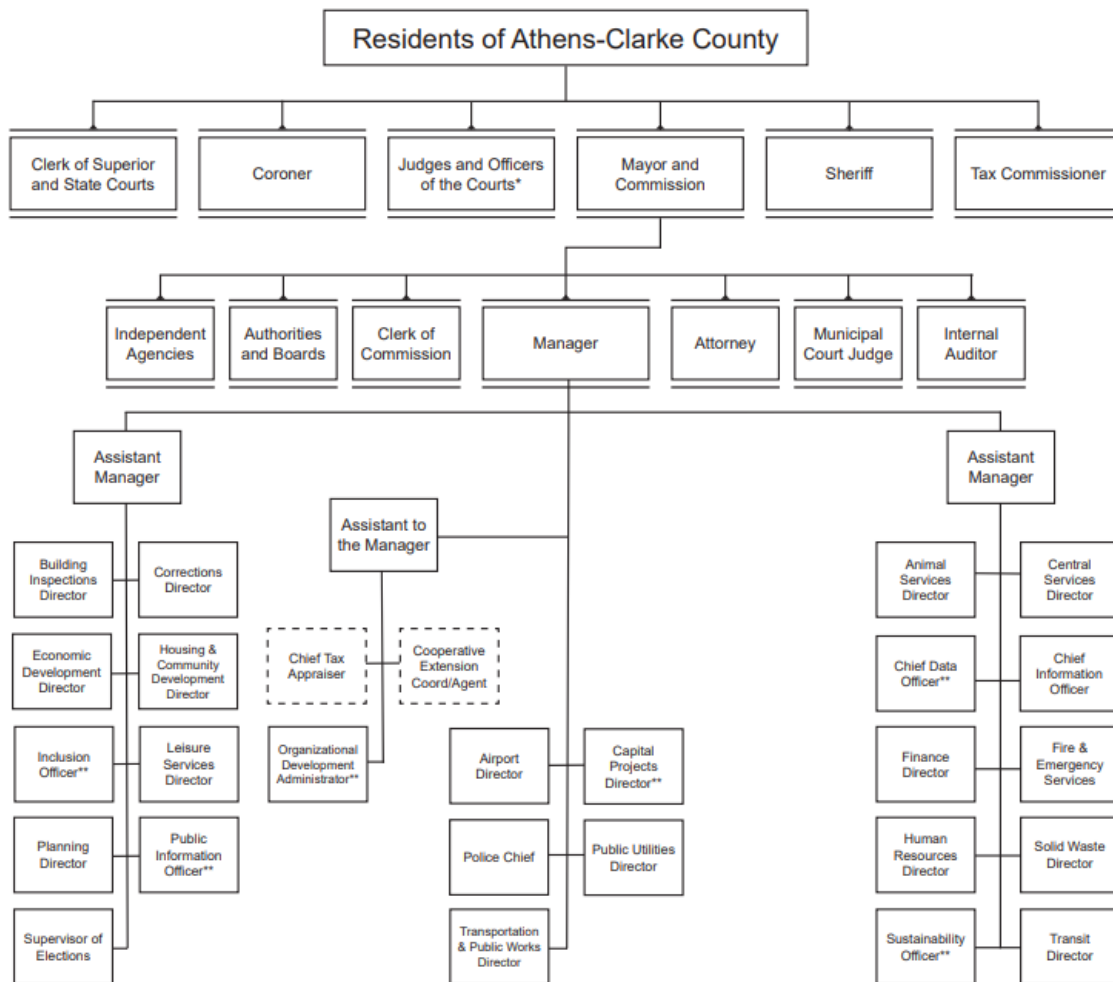 Residents of Athens-Clarke County
Clerk of Superior
and State Courts
Coroner
Judges and Officers
of the Courts*
Mayor and
Commission
Sheriff
Tax Commissioner
Independent
Agencies
Authorities
and Boards
Clerk of
Commission
Manager
Attorney
Municipal
Court Judge
Internal
Auditor
Assistant
Manager
Assistant to
the Manager
Assistant
Manager
Building
Inspections
Director
Corrections
Director
Economic
Development
Director
Housing &
Community
Development
Director
Inclusion
Officer**
Leisure
Services
Director
Planning
Director
Public
Information
Officer**
Supervisor of
Elections
Chief Tax
Appraiser
Cooperative
Extension
Coord/Agent
Organizational
Development
Administrator**
Airport
Director
Capital
Projects
Director**
Police Chief
Public Utilities
Director
Transportation
& Public Works
Director
Animal
Services
Director
Central
Services
Director
Chief Data
Officer**
Chief
Information
Officer
Finance
Director
Fire &
Emergency
Services
Human
Resources
Director
Solid Waste
Director
Sustainability
Officer**
Transit
Director